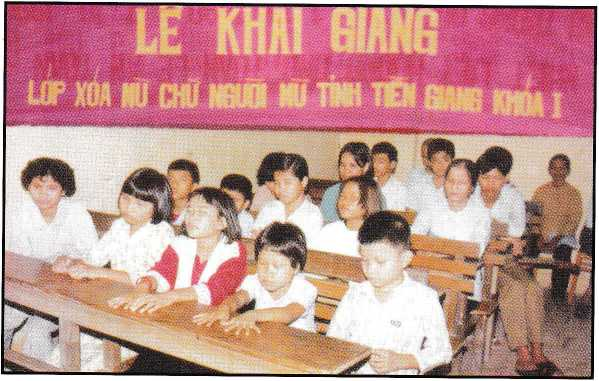 LỄ KHAI GIẢNG
LỚP XÓA MÙ CHỮ NGƯỜI MÙ TỈNH TIỀN GIANG KHÓA I